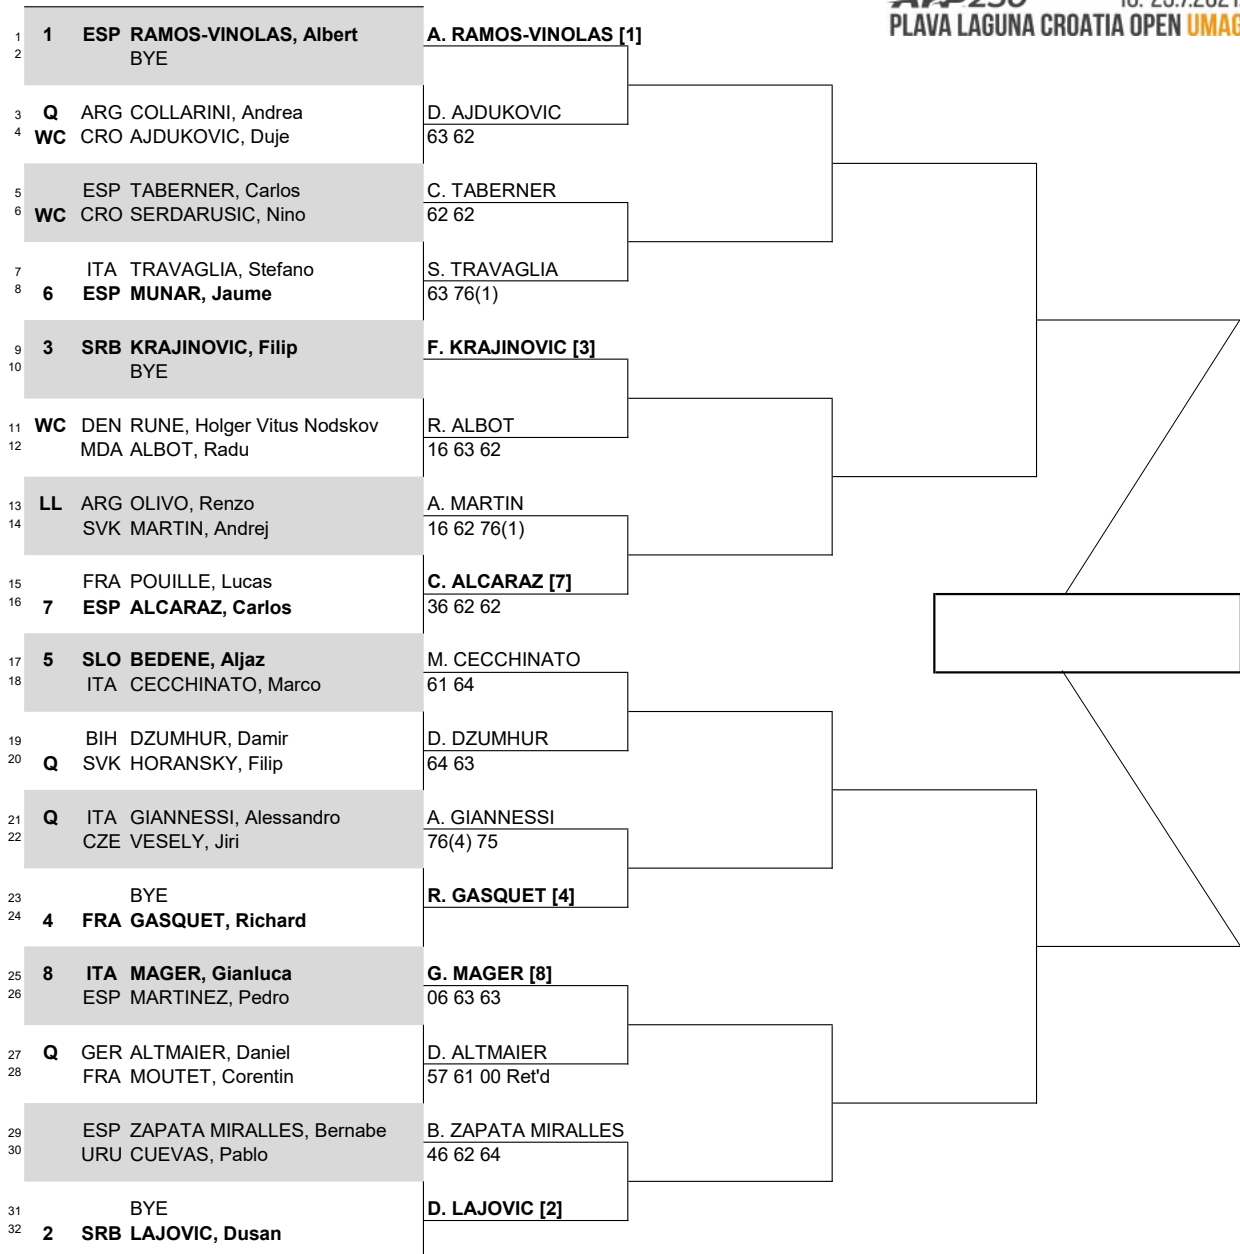 ATP250 18.-25.7.2021.
PLAVA LAGUNA CROATIA OPEN UMAG
1 1 ESP RAMOS-VINOLAS, Albert A. RAMOS-VINOLAS [1]
2 BYE
3 Q ARG COLLARINI, Andrea D. AJDUKOVIC
4 WC CRO AJDUKOVIC, Duje 63 62
5 ESP TABERNER, Carlos C. TABERNER
6 WC CRO SERDARUSIC, Nino 62 62
7 ITA TRAVAGLIA, Stefano S. TRAVAGLIA
8 6 ESP MUNAR, Jaume 63 76(1)
9 3 SRB KRAJINOVIC, Filip F. KRAJINOVIC [3]
10 BYE
11 WC DEN RUNE, Holger Vitus Nodskov R. ALBOT
12 MDA ALBOT, Radu 16 63 62
13 LL ARG OLIVO, Renzo A. MARTIN
14 SVK MARTIN, Andrej 16 62 76(1)
15 FRA POUILLE, Lucas C. ALCARAZ [7]
16 7 ESP ALCARAZ, Carlos 36 62 62
17 5 SLO BEDENE, Aljaz M. CECCHINATO
18 ITA CECCHINATO, Marco 61 64
19 BIH DZUMHUR, Damir D. DZUMHUR
20 Q SVK HORANSKY, Filip 64 63
21 Q ITA GIANNESSI, Alessandro A. GIANNESSI
22 CZE VESELY, Jiri 76(4) 75
23 BYE R. GASQUET [4]
24 4 FRA GASQUET, Richard
25 8 ITA MAGER, Gianluca G. MAGER [8]
26 ESP MARTINEZ, Pedro 06 63 63
27 Q GER ALTMAIER, Daniel D. ALTMAIER
28 FRA MOUTET, Corentin 57 61 00 Ret'd
29 ESP ZAPATA MIRALLES, Bernabe B. ZAPATA MIRALLES
30 URU CUEVAS, Pablo 46 62 64
31 BYE D. LAJOVIC [2]
32 2 SRB LAJOVIC, Dusan